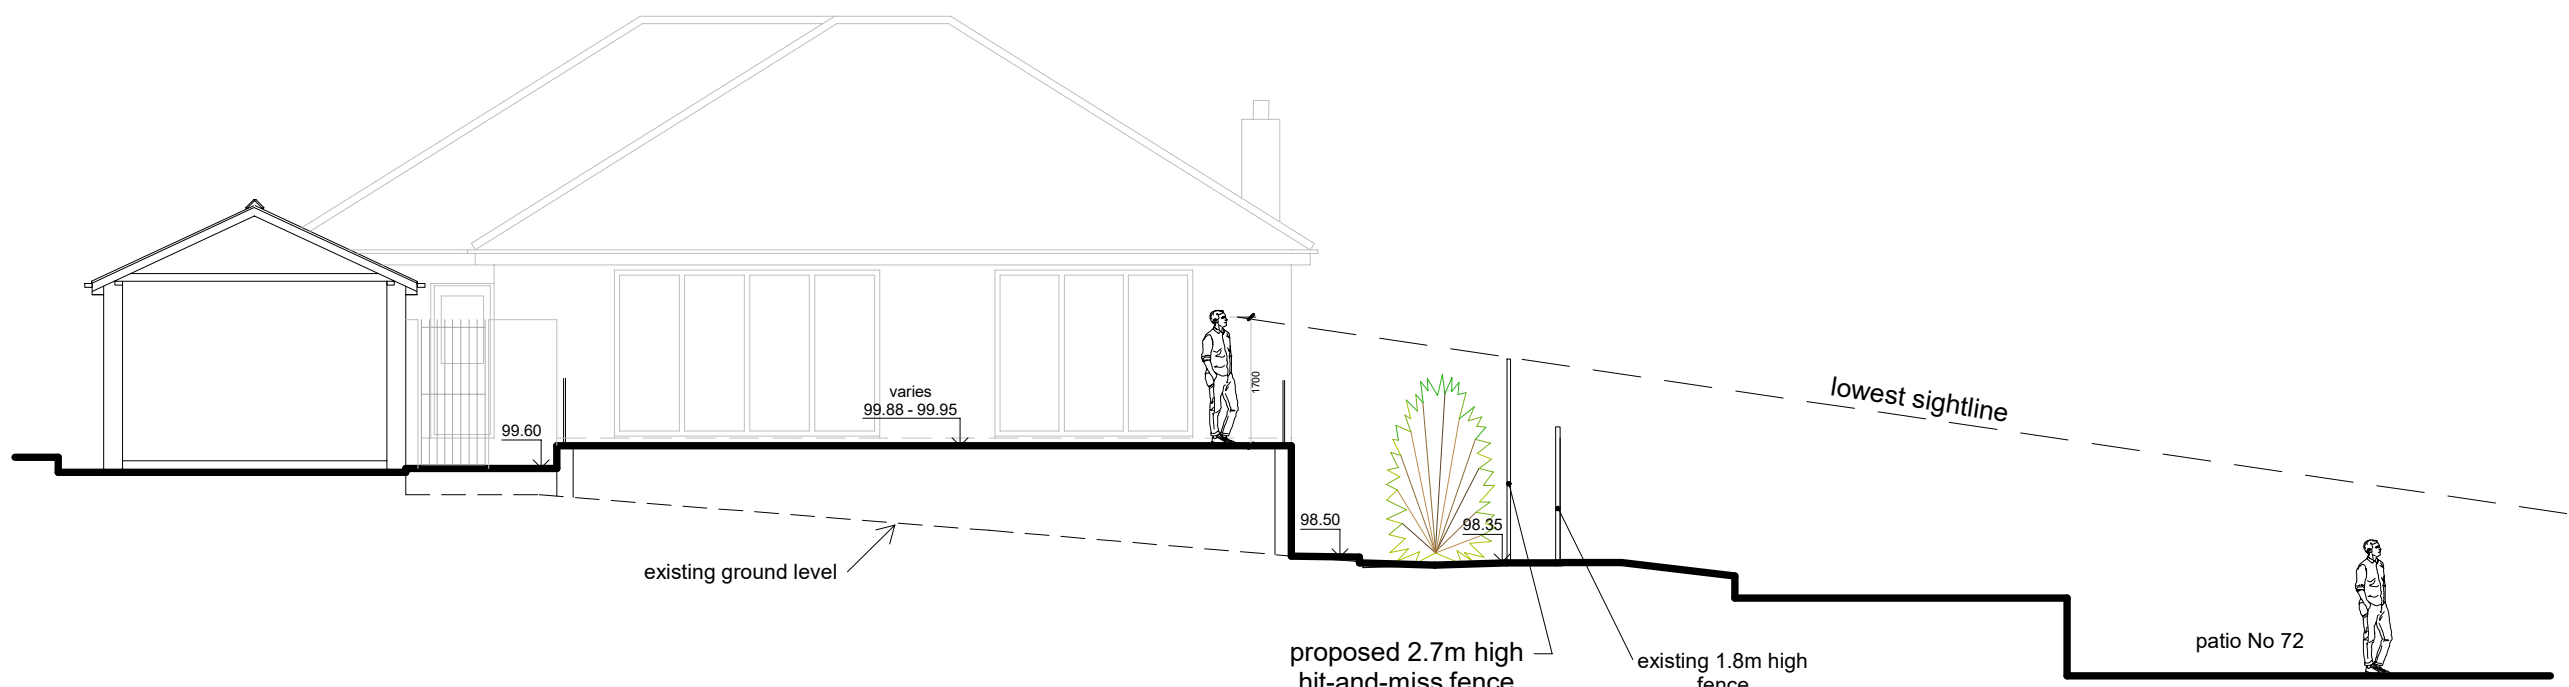 varies
99.88 - 99.95
99.60
1700
lowest sightline
98.50
98.35
existing ground level
proposed 2.7m high
hit-and-miss fence
existing 1.8m high
fence
patio No 72